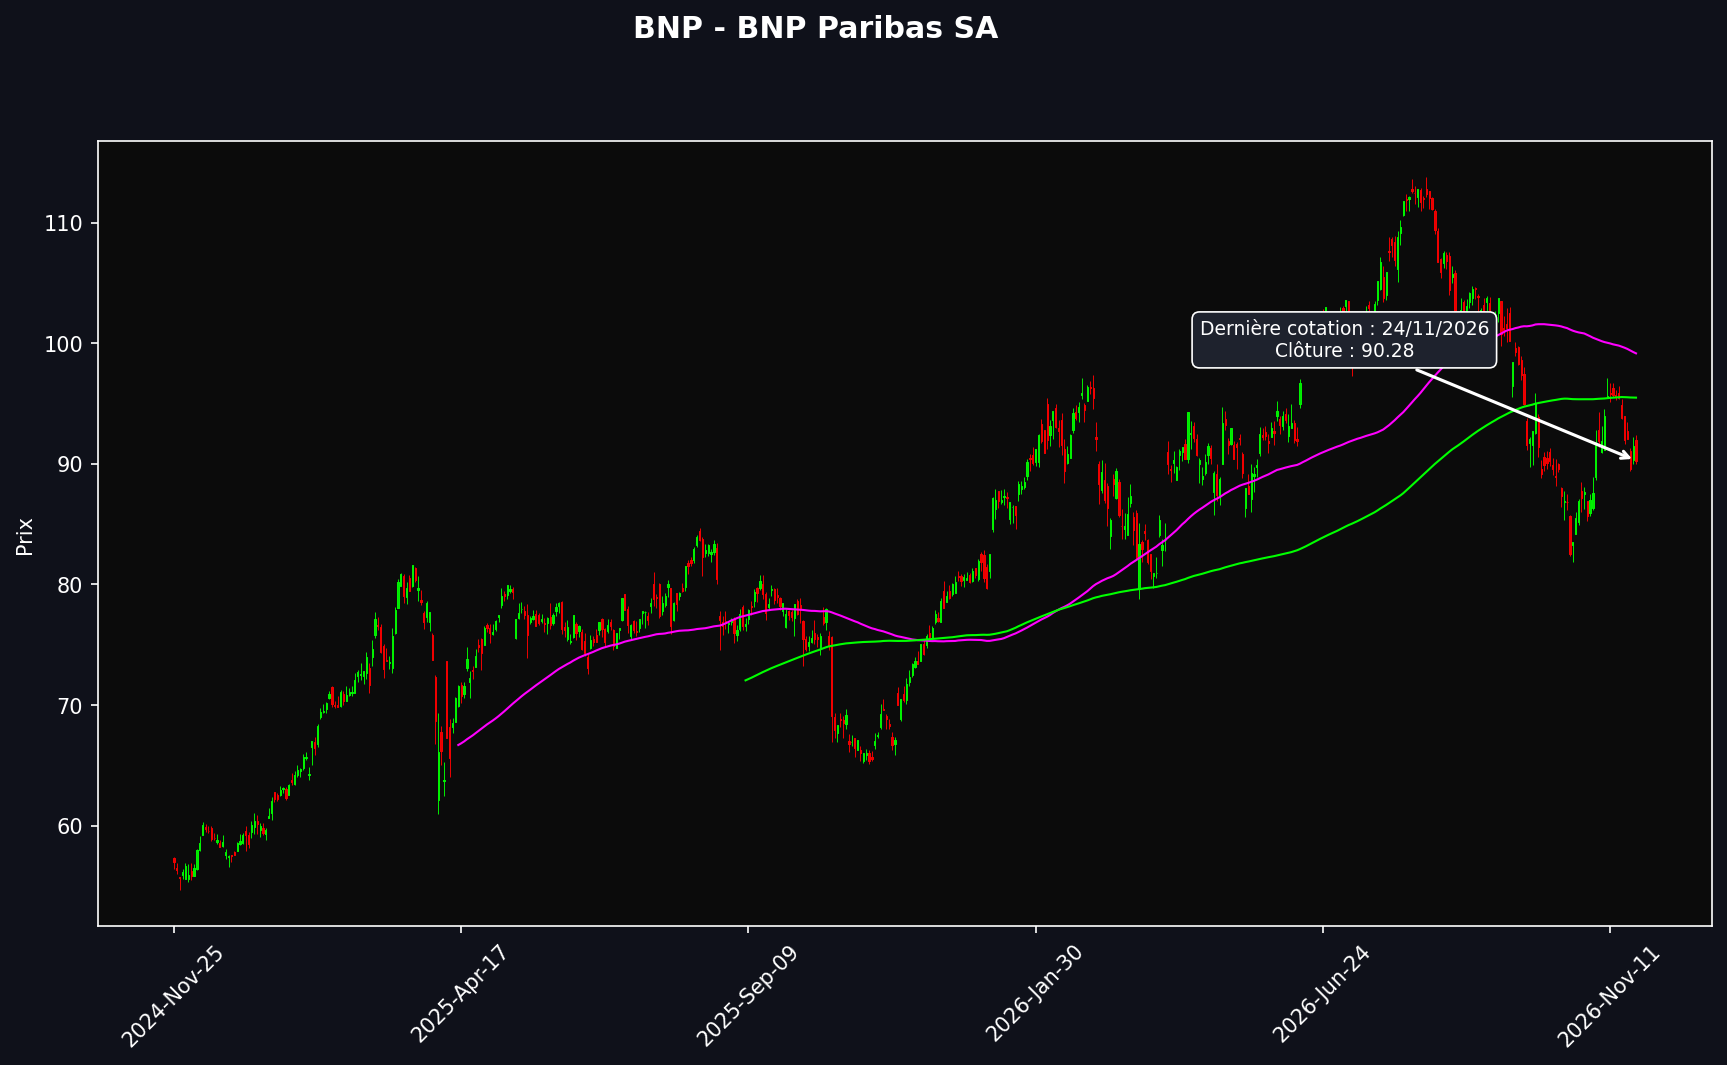 BNP - BNP Paribas SA
Prix
110
100
90
80
70
60
Dernière cotation : 24/11/2026
Clôture : 90.28
2024-Nov-25
2025-Apr-17
2025-Sep-09
2026-Jan-30
2026-Jun-24
2026-Nov-11